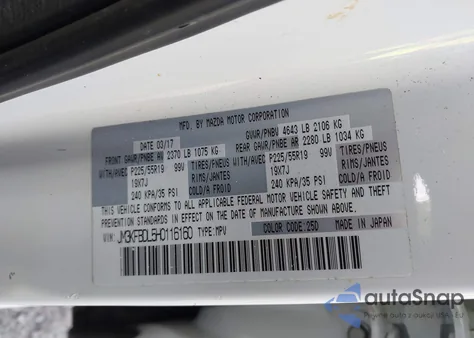 MFD. BY MAZDA MOTOR CORPORATION
DATE 03/17 GVWR/PNBV 4643 LB 2106 KG
FRONT GAWR/PNBE AV 2370 LB 1075 KG REAR GAWR/PNBE AR 2280 LB 1034 KG
WITH/AVEC P225/55R19 99V TIRES/PNEUS WITH/AVEC P225/55R19 99V TIRES/PNEUS
19X7J RIMS/JANTES 19X7J
240 KPA/35 PSI COLD/A FROID 240 KPA/35 PSI COLD/A FROID
THIS VEHICLE CONFORMS TO ALL APPLICABLE FEDERAL MOTOR VEHICLE SAFETY AND THEFT
PREVENTION STANDARDS IN EFFECT ON THE DATE OF MANUFACTURE SHOWN ABOVE.
VIN: JM3KFBDL6H0116160 TYPE: MPV COLOR CODE: 25D MADE IN JAPAN
autoSnap